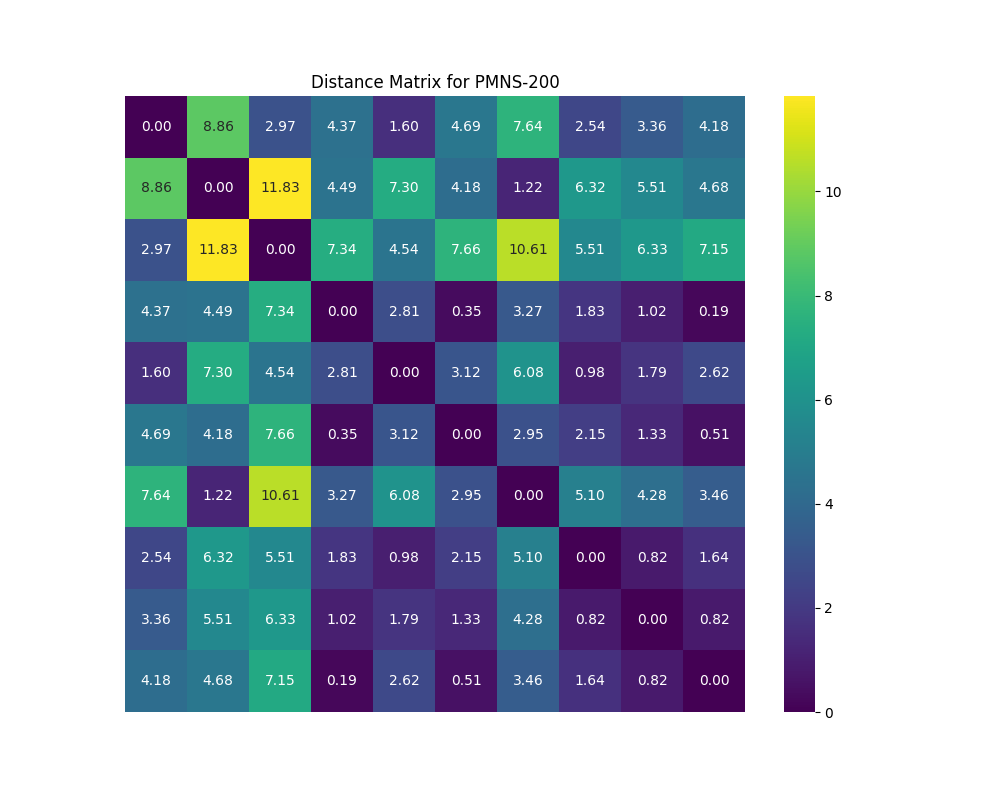 Distance Matrix for PMNS-200
0.00 8.86 2.97 4.37 1.60 4.69 7.64 2.54 3.36 4.18
8.86 0.00 11.83 4.49 7.30 4.18 1.22 6.32 5.51 4.68
2.97 11.83 0.00 7.34 4.54 7.66 10.61 5.51 6.33 7.15
4.37 4.49 7.34 0.00 2.81 0.35 3.27 1.83 1.02 0.19
1.60 7.30 4.54 2.81 0.00 3.12 6.08 0.98 1.79 2.62
4.69 4.18 7.66 0.35 3.12 0.00 2.95 2.15 1.33 0.51
7.64 1.22 10.61 3.27 6.08 2.95 0.00 5.10 4.28 3.46
2.54 6.32 5.51 1.83 0.98 2.15 5.10 0.00 0.82 1.64
3.36 5.51 6.33 1.02 1.79 1.33 4.28 0.82 0.00 0.82
4.18 4.68 7.15 0.19 2.62 0.51 3.46 1.64 0.82 0.00
10
8
6
4
2
0